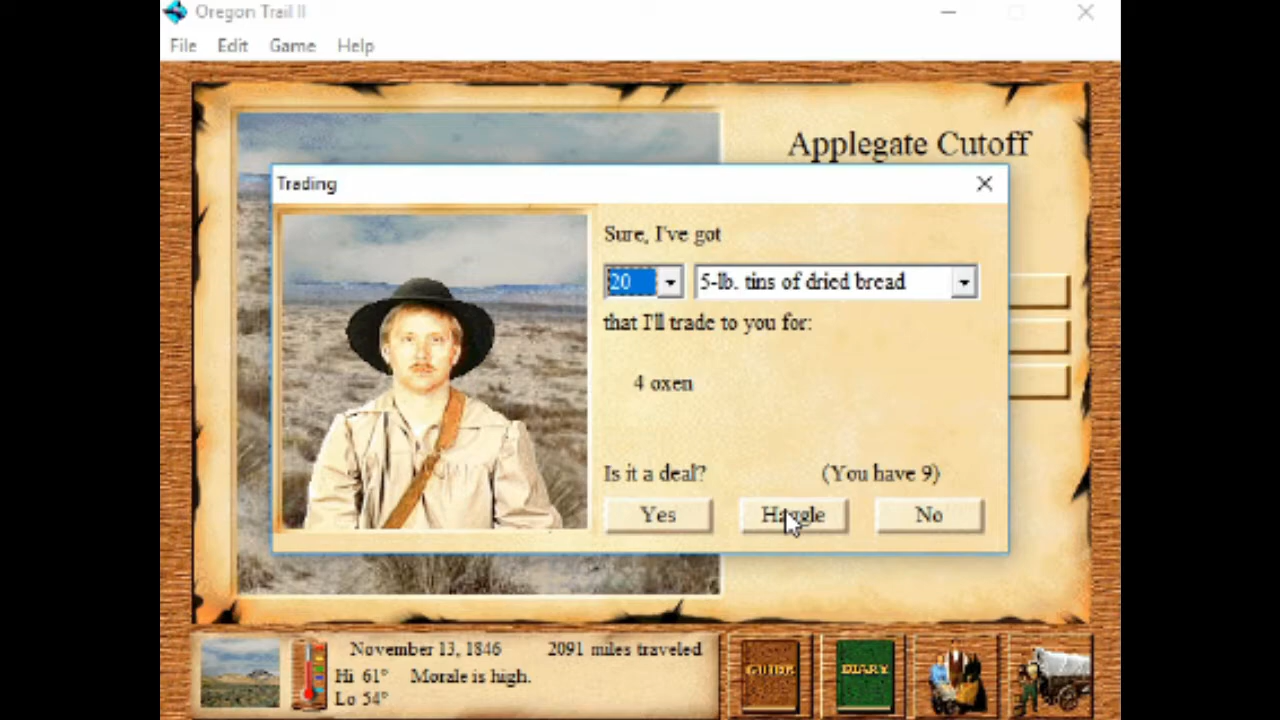 Oregon Trail II
File Edit Game Help
Applegate Cutoff
Trading
Sure, I've got
20 5-lb. tins of dried bread
that I'll trade to you for:
4 oxen
Is it a deal? (You have 9)
Yes Haggle No
November 13, 1846 2091 miles traveled
Hi 61° Morale is high.
Lo 54°
GUIDE DIARY